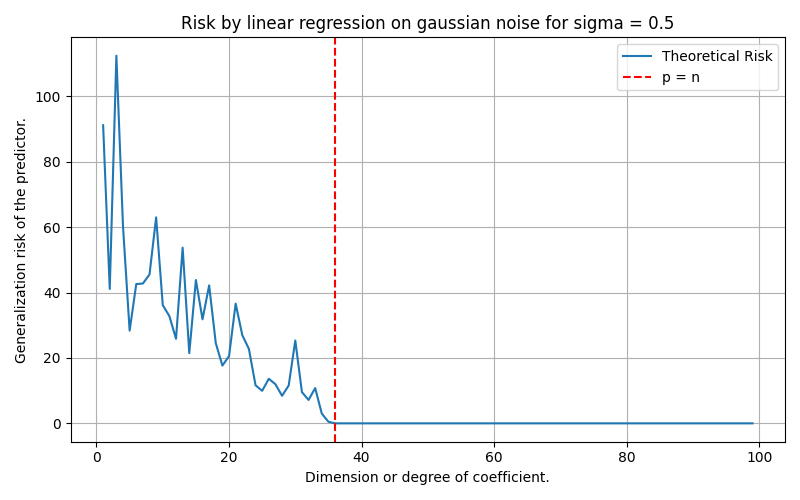 Risk by linear regression on gaussian noise for sigma = 0.5
Theoretical Risk
p = n
Generalization risk of the predictor.
100
80
60
40
20
0
0 20 40 60 80 100
Dimension or degree of coefficient.